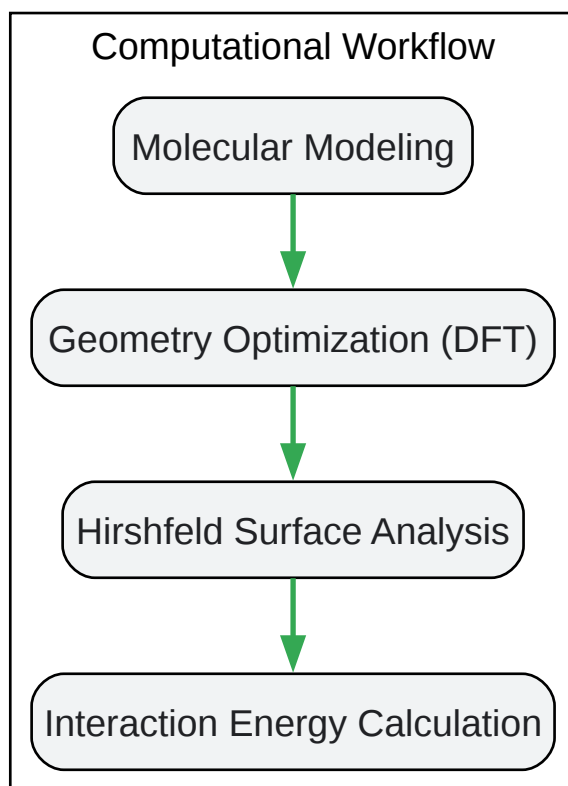 Computational Workflow
Molecular Modeling
Geometry Optimization (DFT)
Hirshfeld Surface Analysis
Interaction Energy Calculation